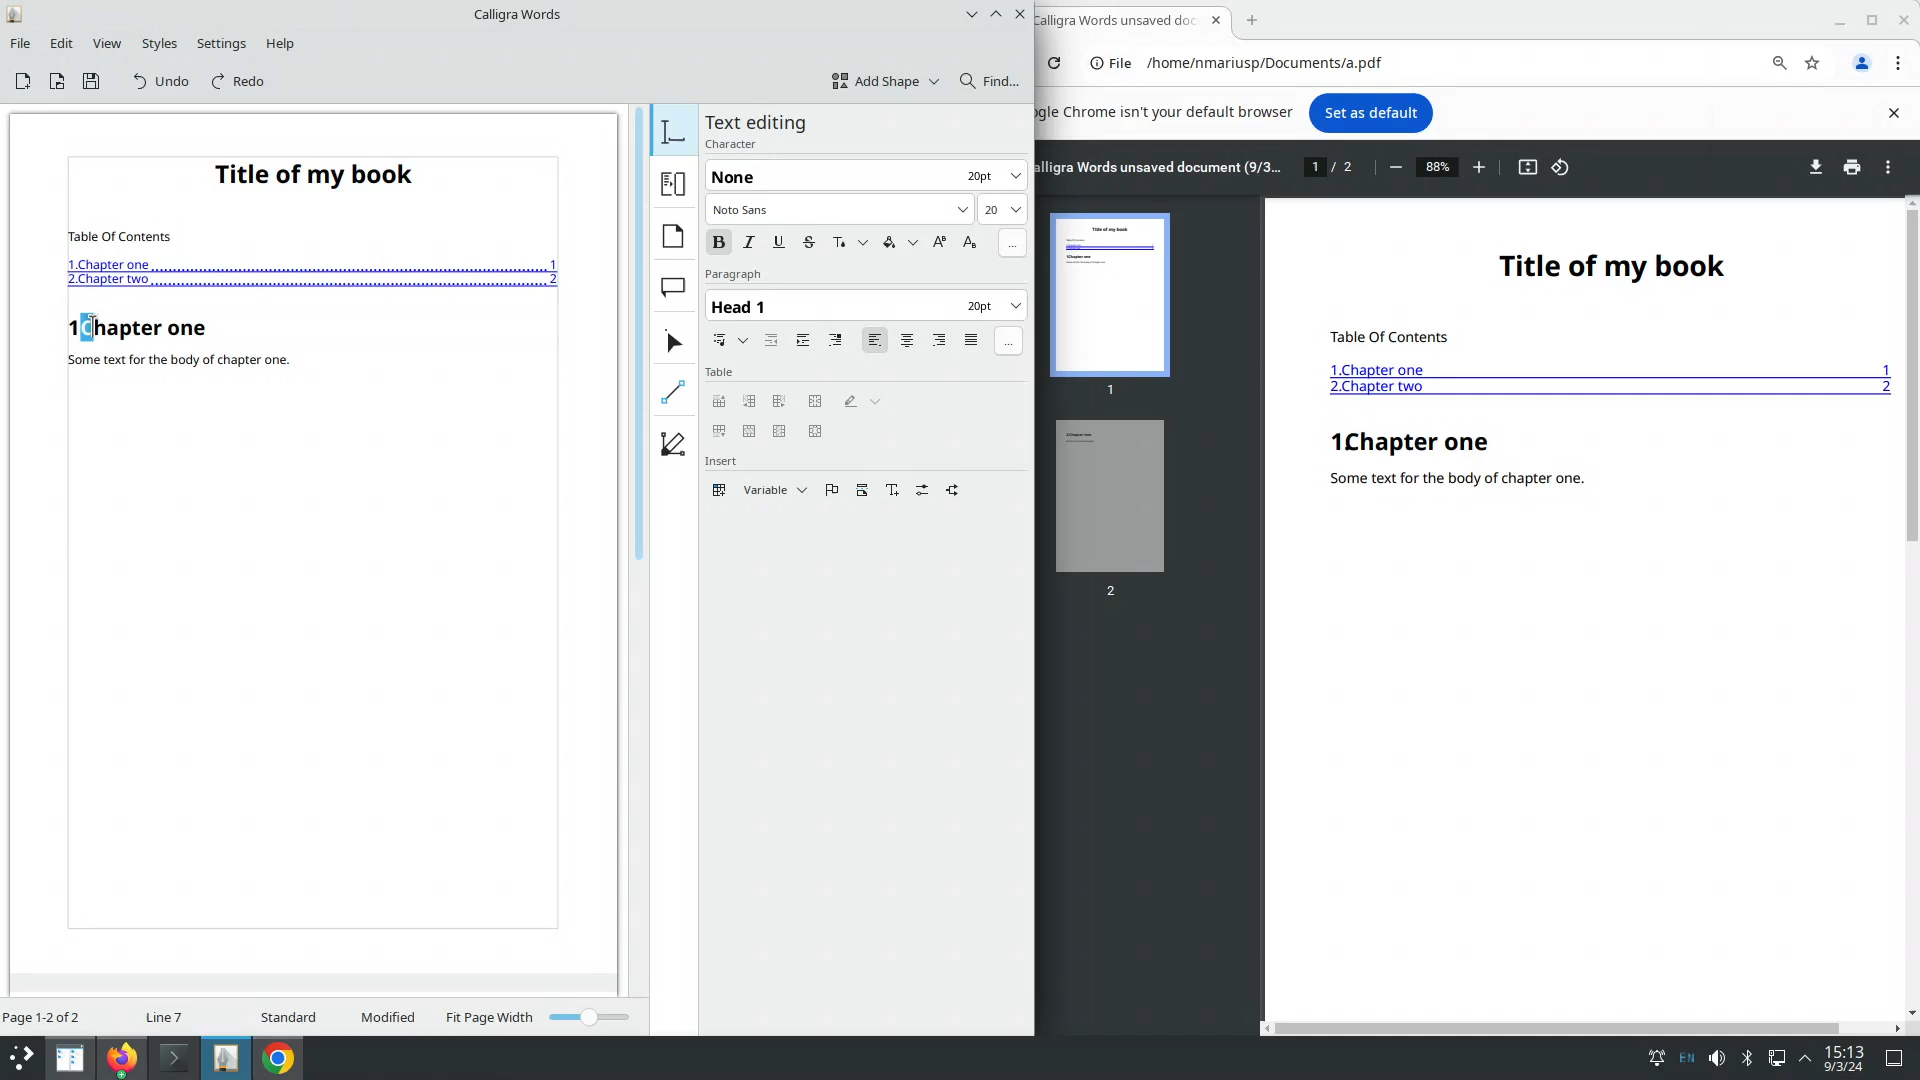 Calligra Words
File Edit View Styles Settings Help
Undo Redo Add Shape Find...
Title of my book
Table Of Contents
1.Chapter one 1
2.Chapter two 2
1Chapter one
Some text for the body of chapter one.
Page 1-2 of 2 Line 7 Standard Modified Fit Page Width
Text editing
Character
None 20pt
Noto Sans 20
B I U S
...
Paragraph
Head 1 20pt
...
Table
Insert
Variable
Calligra Words unsaved doc
File /home/nmariusp/Documents/a.pdf
gle Chrome isn't your default browser Set as default
alligra Words unsaved document (9/3... 1 / 2 88%
1
2
Title of my book
Table Of Contents
1.Chapter one 1
2.Chapter two 2
1.Chapter one
Some text for the body of chapter one.
EN
15:13
9/3/24